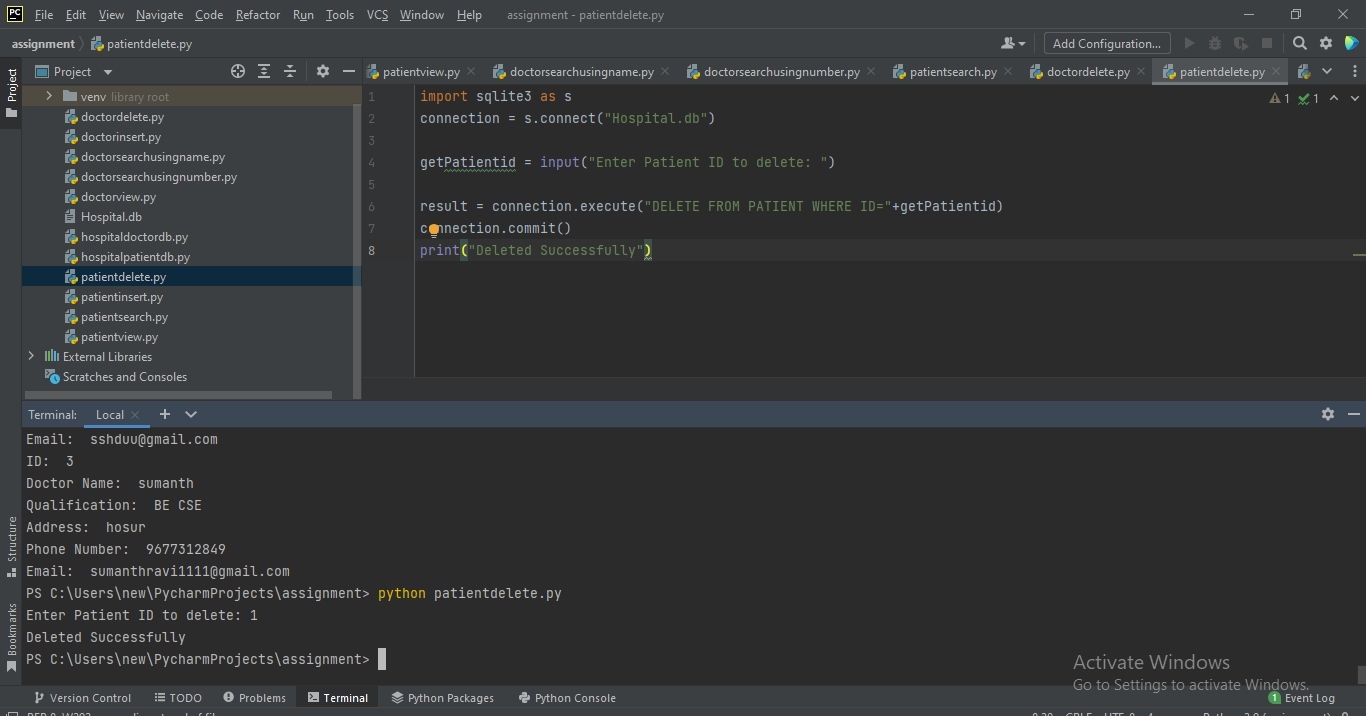 PC File Edit View Navigate Code Refactor Run Tools VCS Window Help assignment - patientdelete.py
assignment patientdelete.py Add Configuration...
Project
Project patientview.py doctorsearchusingname.py doctorsearchusingnumber.py patientsearch.py doctordelete.py patientdelete.py
venv library root
doctordelete.py
doctorinsert.py
doctorsearchusingname.py
doctorsearchusingnumber.py
doctorview.py
Hospital.db
hospitaldoctordb.py
hospitalpatientdb.py
patientdelete.py
patientinsert.py
patientsearch.py
patientview.py
External Libraries
Scratches and Consoles
1 import sqlite3 as s
1 1
2 connection = s.connect("Hospital.db")
3
4 getPatientid = input("Enter Patient ID to delete: ")
5
6 result = connection.execute("DELETE FROM PATIENT WHERE ID="+getPatientid)
7 connection.commit()
8 print("Deleted Successfully")
Terminal: Local
Email: sshduu@gmail.com
ID: 3
Doctor Name: sumanth
Qualification: BE CSE
Address: hosur
Phone Number: 9677312849
Email: sumanthravi1111@gmail.com
PS C:\Users\new\PycharmProjects\assignment> python patientdelete.py
Enter Patient ID to delete: 1
Deleted Successfully
PS C:\Users\new\PycharmProjects\assignment>
Structure
Bookmarks
Activate Windows
Go to Settings to activate Windows.
Version Control TODO Problems Terminal Python Packages Python Console 1 Event Log